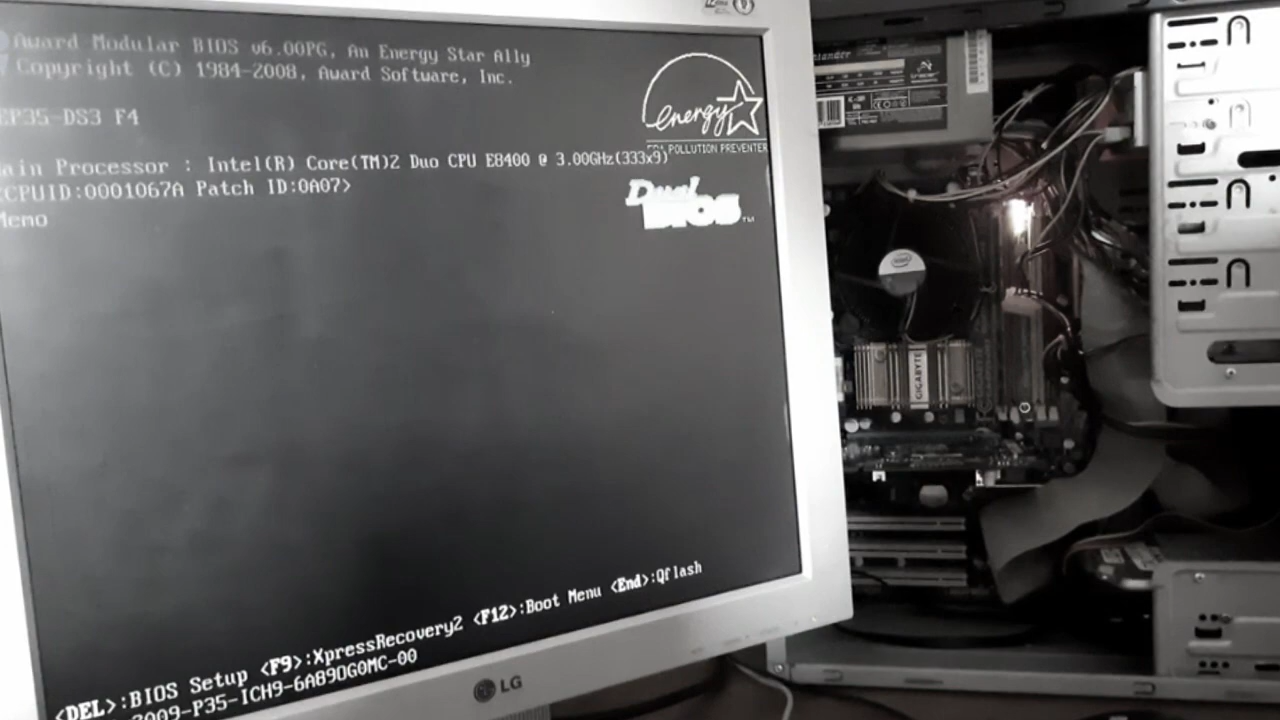 Award Modular BIOS v6.00PG, An Energy Star Ally
Copyright (C) 1984-2008, Award Software, Inc.
energy
EPA POLLUTION PREVENTER
EP35-DS3 F4
Main Processor : Intel(R) Core(TM)2 Duo CPU E8400 @ 3.00GHz(333x9)
<CPUID:0001067A Patch ID:0A07>
Memo
Dual
BIOS™
<DEL>:BIOS Setup <F9>:XpressRecovery2 <F12>:Boot Menu <End>:Qflash
2009-P35-ICH9-6A89OG0MC-00
LG
intel
GIGABYTE